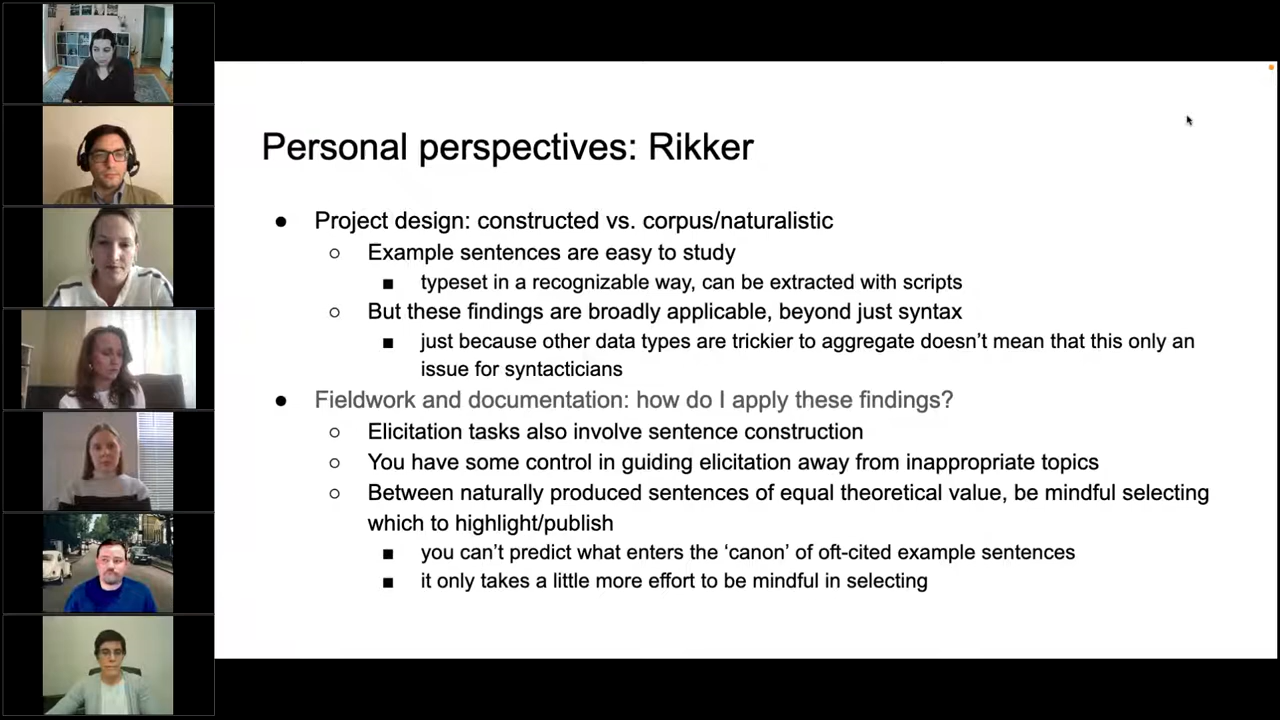 Personal perspectives: Rikker
● Project design: constructed vs. corpus/naturalistic
○ Example sentences are easy to study
■ typeset in a recognizable way, can be extracted with scripts
○ But these findings are broadly applicable, beyond just syntax
■ just because other data types are trickier to aggregate doesn't mean that this only an
issue for syntacticians
● Fieldwork and documentation: how do I apply these findings?
○ Elicitation tasks also involve sentence construction
○ You have some control in guiding elicitation away from inappropriate topics
○ Between naturally produced sentences of equal theoretical value, be mindful selecting
which to highlight/publish
■ you can't predict what enters the 'canon' of oft-cited example sentences
■ it only takes a little more effort to be mindful in selecting